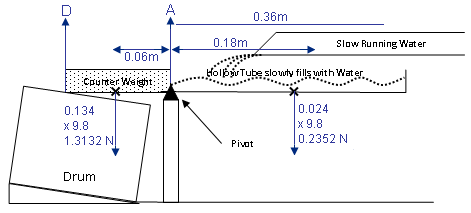 D
A
0.36m
0.06m
0.18m
Slow Running Water
Counter Weight
Hollow Tube slowly fills with Water
0.134
x 9.8
1.3132 N
0.024
x 9.8
0.2352 N
Pivot
Drum